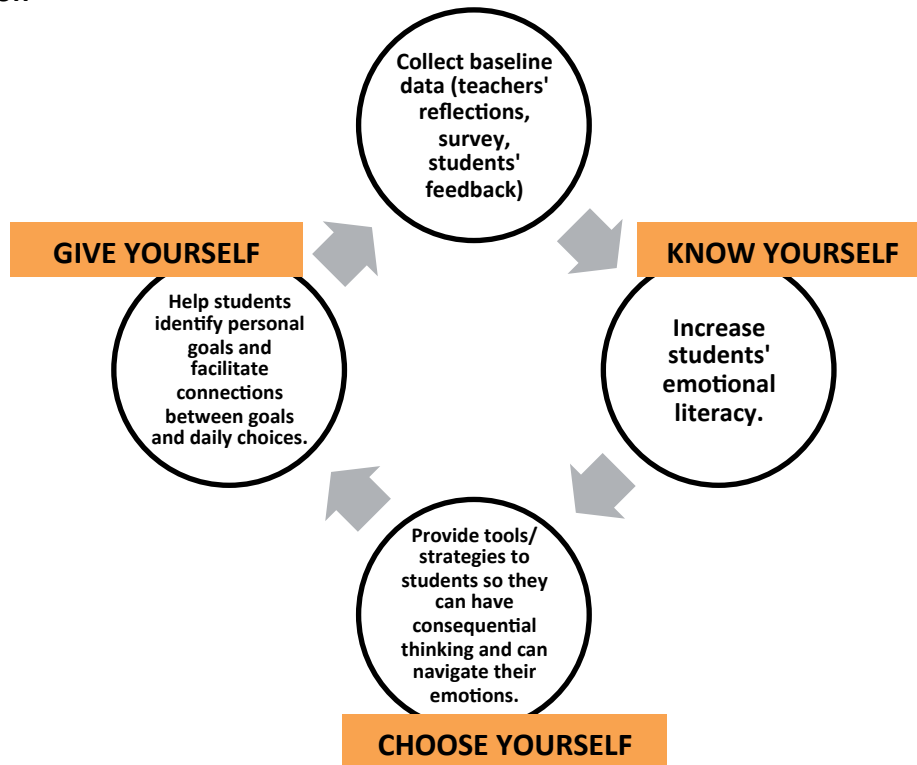 Collect baseline
data (teachers'
reflections,
survey,
students'
feedback)
KNOW YOURSELF
Increase
students'
emotional
literacy.
Provide tools/
strategies to
students so they
can have
consequential
thinking and can
navigate their
emotions.
CHOOSE YOURSELF
GIVE YOURSELF
Help students
identify personal
goals and
facilitate
connections
between goals
and daily choices.